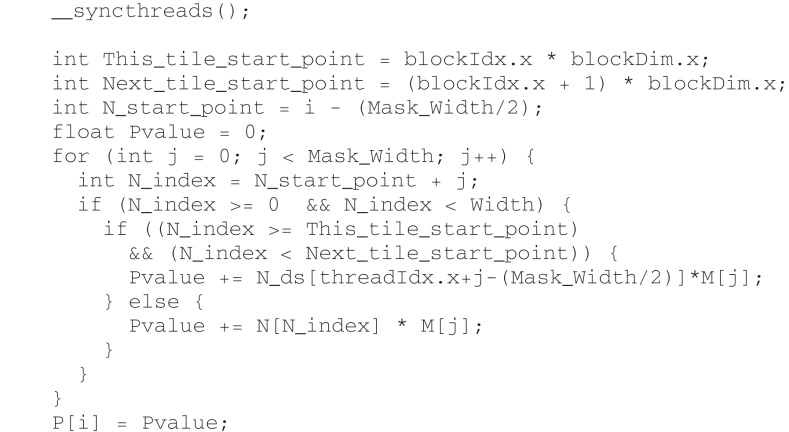 __syncthreads();
int This_tile_start_point = blockIdx.x * blockDim.x;
int Next_tile_start_point = (blockIdx.x + 1) * blockDim.x;
int N_start_point = i - (Mask_Width/2);
float Pvalue = 0;
for (int j = 0; j < Mask_Width; j++) {
int N_index = N_start_point + j;
if (N_index >= 0  && N_index < Width) {
if ((N_index >= This_tile_start_point)
&& (N_index < Next_tile_start_point)) {
Pvalue += N_ds[threadIdx.x+j-(Mask_Width/2)]*M[j];
} else {
Pvalue += N[N_index] * M[j];
}
}
}
P[i] = Pvalue;